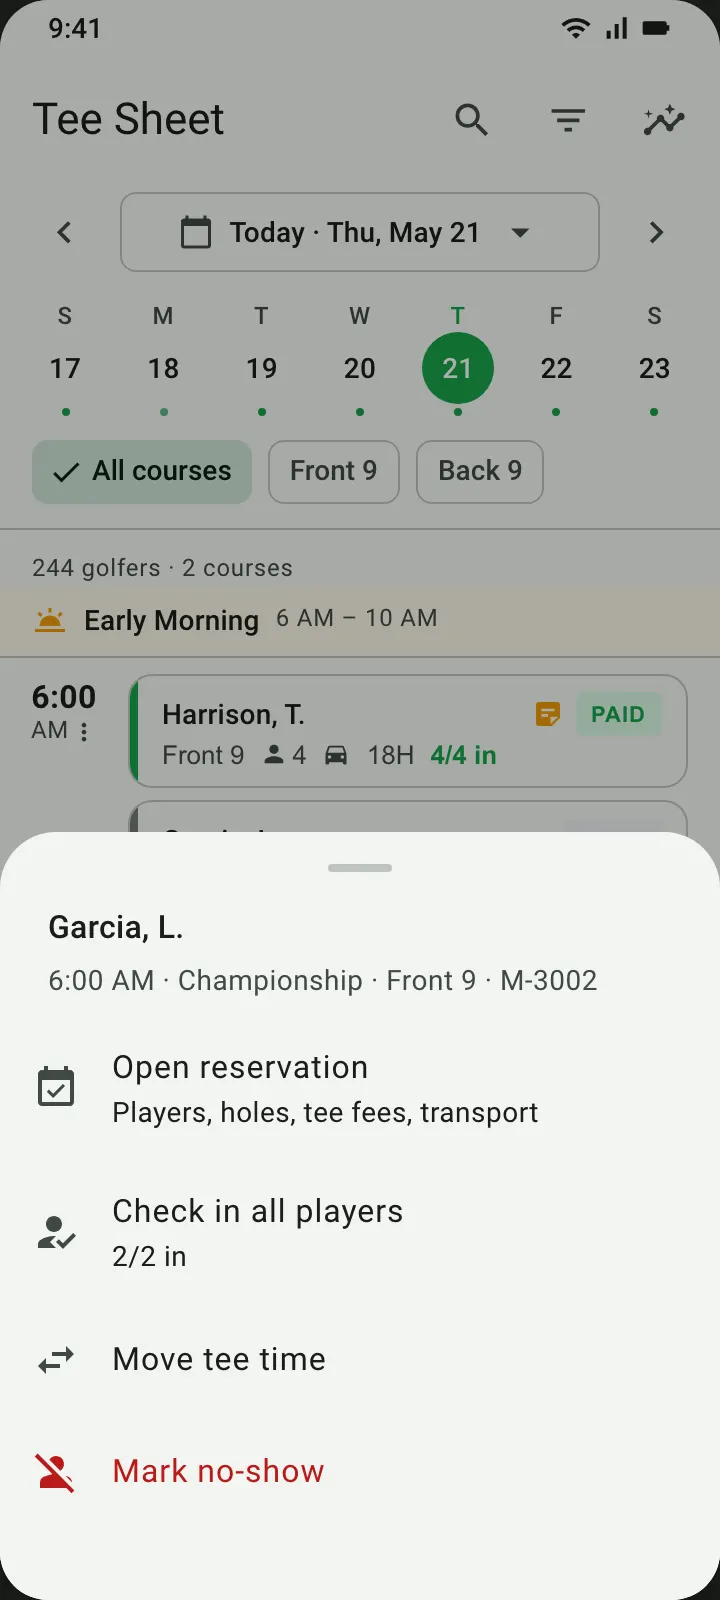 9:41
Tee Sheet
Today · Thu, May 21
S M T W T F S
17 18 19 20 21 22 23
All courses Front 9 Back 9
244 golfers · 2 courses
Early Morning 6 AM – 10 AM
6:00 AM
Harrison, T. PAID
Front 9 4 18H 4/4 in
Garcia, L.
6:00 AM · Championship · Front 9 · M-3002
Open reservation
Players, holes, tee fees, transport
Check in all players
2/2 in
Move tee time
Mark no-show